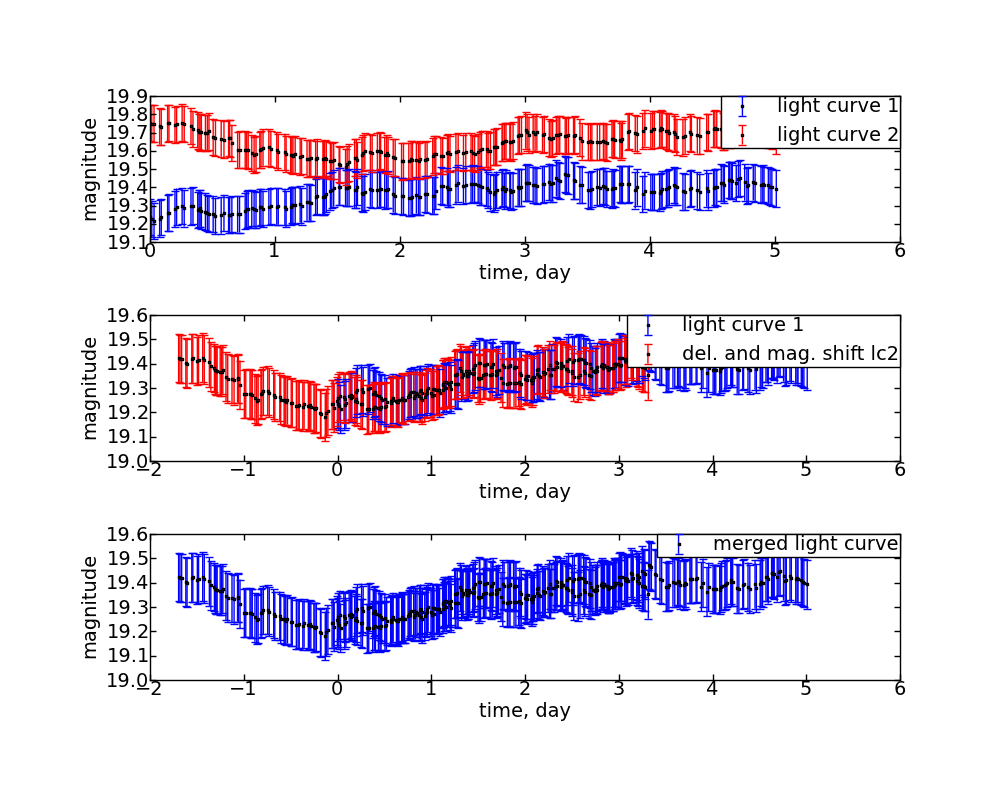 19.9
19.8
19.7
19.6
19.5
19.4
19.3
19.2
19.1
magnitude
light curve 1
light curve 2
0 1 2 3 4 5 6
time, day
19.6
19.5
19.4
19.3
19.2
19.1
19.0
magnitude
light curve 1
del. and mag. shift lc2
−2 −1 0 1 2 3 4 5 6
time, day
19.6
19.5
19.4
19.3
19.2
19.1
19.0
magnitude
merged light curve
−2 −1 0 1 2 3 4 5 6
time, day